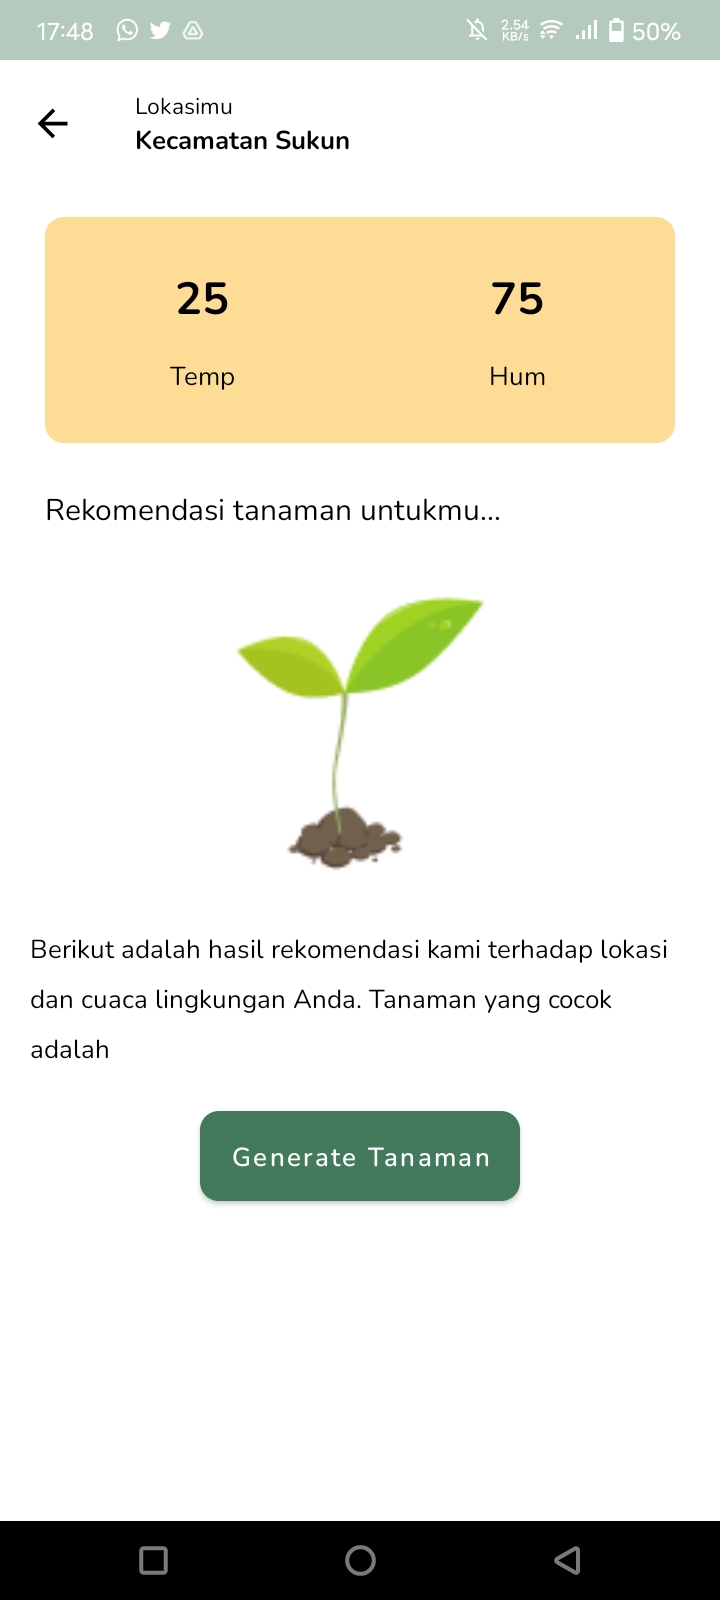 17:48 2.54 KB/s 50%
Lokasimu
Kecamatan Sukun
25 75
Temp Hum
Rekomendasi tanaman untukmu...
Berikut adalah hasil rekomendasi kami terhadap lokasi
dan cuaca lingkungan Anda. Tanaman yang cocok
adalah
Generate Tanaman